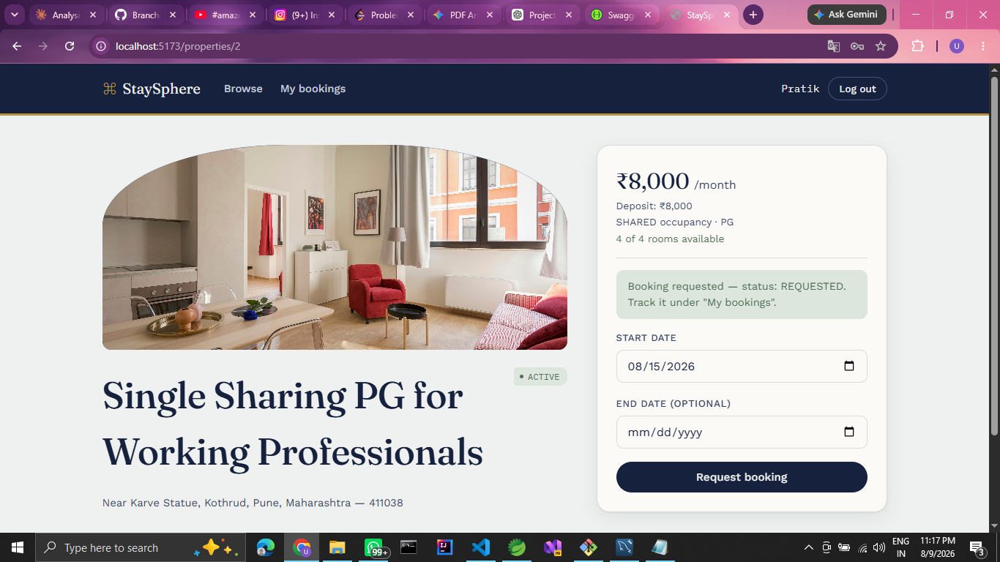 Analysi
Branch
#amaz
(9+) In
Probler
PDF Ar
Project
Swagg
StaySp
Ask Gemini
localhost:5173/properties/2
U
StaySphere
Browse
My bookings
Pratik
Log out
₹8,000 /month
Deposit: ₹8,000
SHARED occupancy · PG
4 of 4 rooms available
Booking requested — status: REQUESTED.
Track it under "My bookings".
START DATE
08/15/2026
END DATE (OPTIONAL)
mm/dd/yyyy
Request booking
ACTIVE
Single Sharing PG for
Working Professionals
Near Karve Statue, Kothrud, Pune, Maharashtra — 411038
Type here to search
U
99+
ENG
IN
11:17 PM
8/9/2026
3